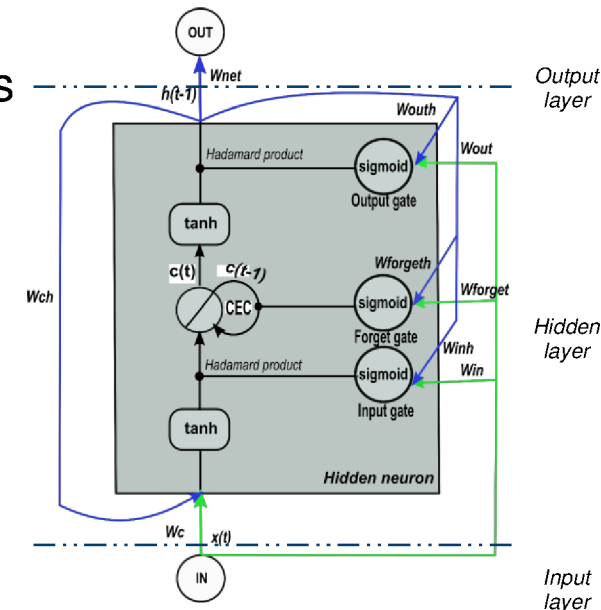 OUT
Wnet
s
h(t-1)
Output
layer
Wouth
Wout
Hadamard product
sigmoid
Output gate
tanh
c(t)
c(t-1)
Wch
Wforgeth
Wforget
CEC
sigmoid
Forget gate
Hidden
layer
Winh
Hadamard product
Win
sigmoid
Input gate
tanh
Hidden neuron
Wc
x(t)
IN
Input
layer